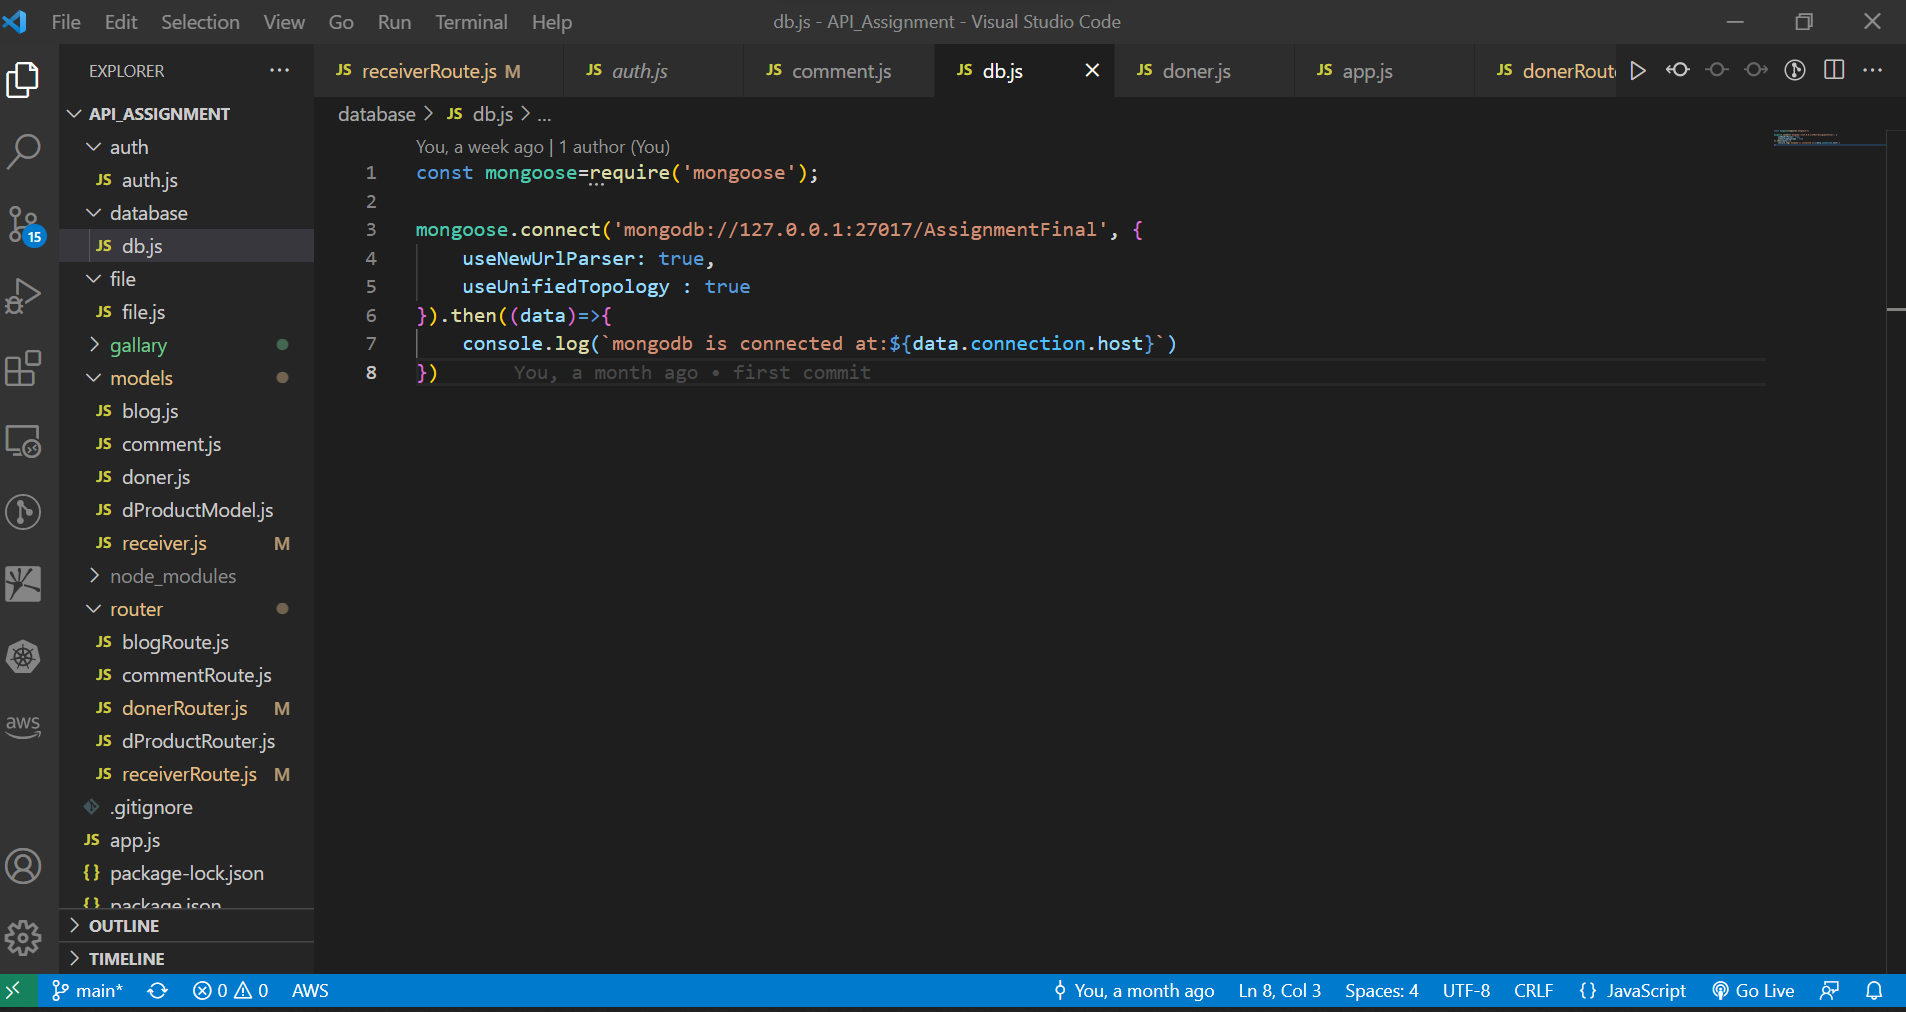 File Edit Selection View Go Run Terminal Help
db.js - API_Assignment - Visual Studio Code
EXPLORER
API_ASSIGNMENT
auth
JS auth.js
database
JS db.js
file
JS file.js
gallary
models
JS blog.js
JS comment.js
JS doner.js
JS dProductModel.js
JS receiver.js M
node_modules
router
JS blogRoute.js
JS commentRoute.js
JS donerRouter.js M
JS dProductRouter.js
JS receiverRoute.js M
.gitignore
JS app.js
{} package-lock.json
{} package.json
OUTLINE
TIMELINE
15
aws
JS receiverRoute.js M
JS auth.js
JS comment.js
JS db.js
JS doner.js
JS app.js
JS donerRout
database > JS db.js > ...
You, a week ago | 1 author (You)
1 const mongoose=require('mongoose');
2
3 mongoose.connect('mongodb://127.0.0.1:27017/AssignmentFinal', {
4 useNewUrlParser: true,
5 useUnifiedTopology : true
6 }).then((data)=>{
7 console.log(`mongodb is connected at:${data.connection.host}`)
8 }) You, a month ago • first commit
main* 0 0 AWS
You, a month ago Ln 8, Col 3 Spaces: 4 UTF-8 CRLF {} JavaScript Go Live